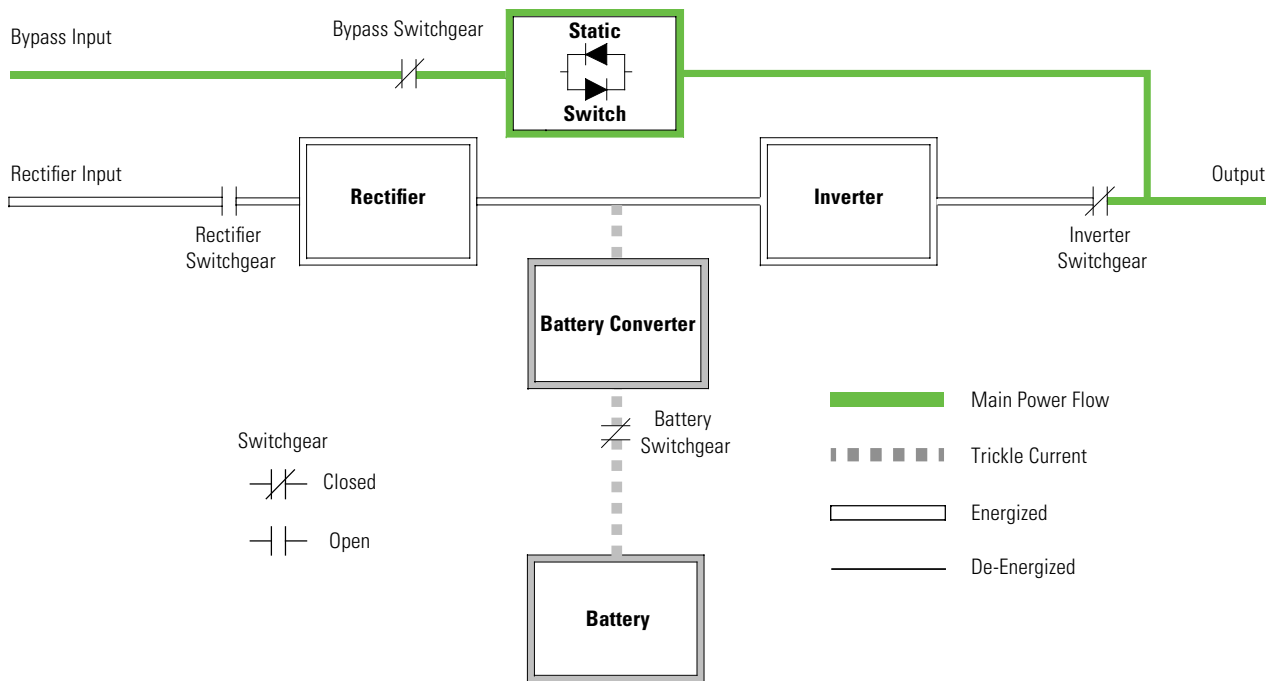 Bypass Input
Bypass Switchgear
Static
Switch
Rectifier Input
Rectifier
Inverter
Output
Rectifier
Switchgear
Inverter
Switchgear
Battery Converter
Battery
Switchgear
Switchgear
Closed
Open
Battery
Main Power Flow
Trickle Current
Energized
De-Energized